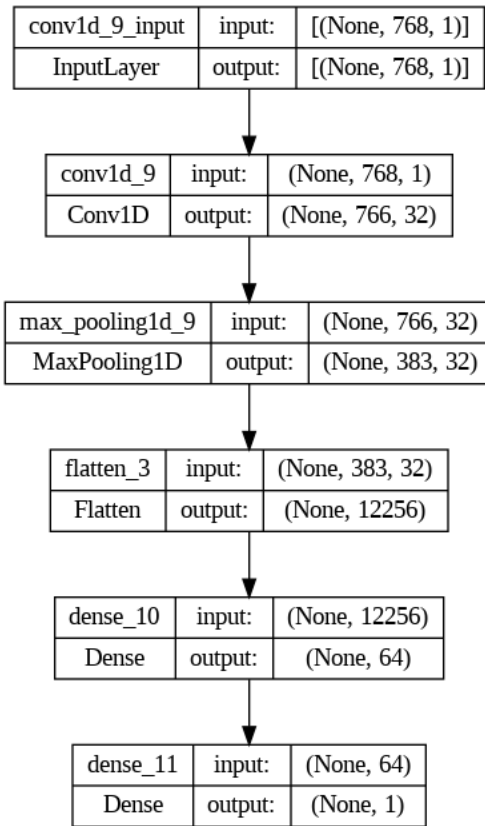 conv1d_9_input input: [(None, 768, 1)]
InputLayer output: [(None, 768, 1)]
conv1d_9 input: (None, 768, 1)
Conv1D output: (None, 766, 32)
max_pooling1d_9 input: (None, 766, 32)
MaxPooling1D output: (None, 383, 32)
flatten_3 input: (None, 383, 32)
Flatten output: (None, 12256)
dense_10 input: (None, 12256)
Dense output: (None, 64)
dense_11 input: (None, 64)
Dense output: (None, 1)